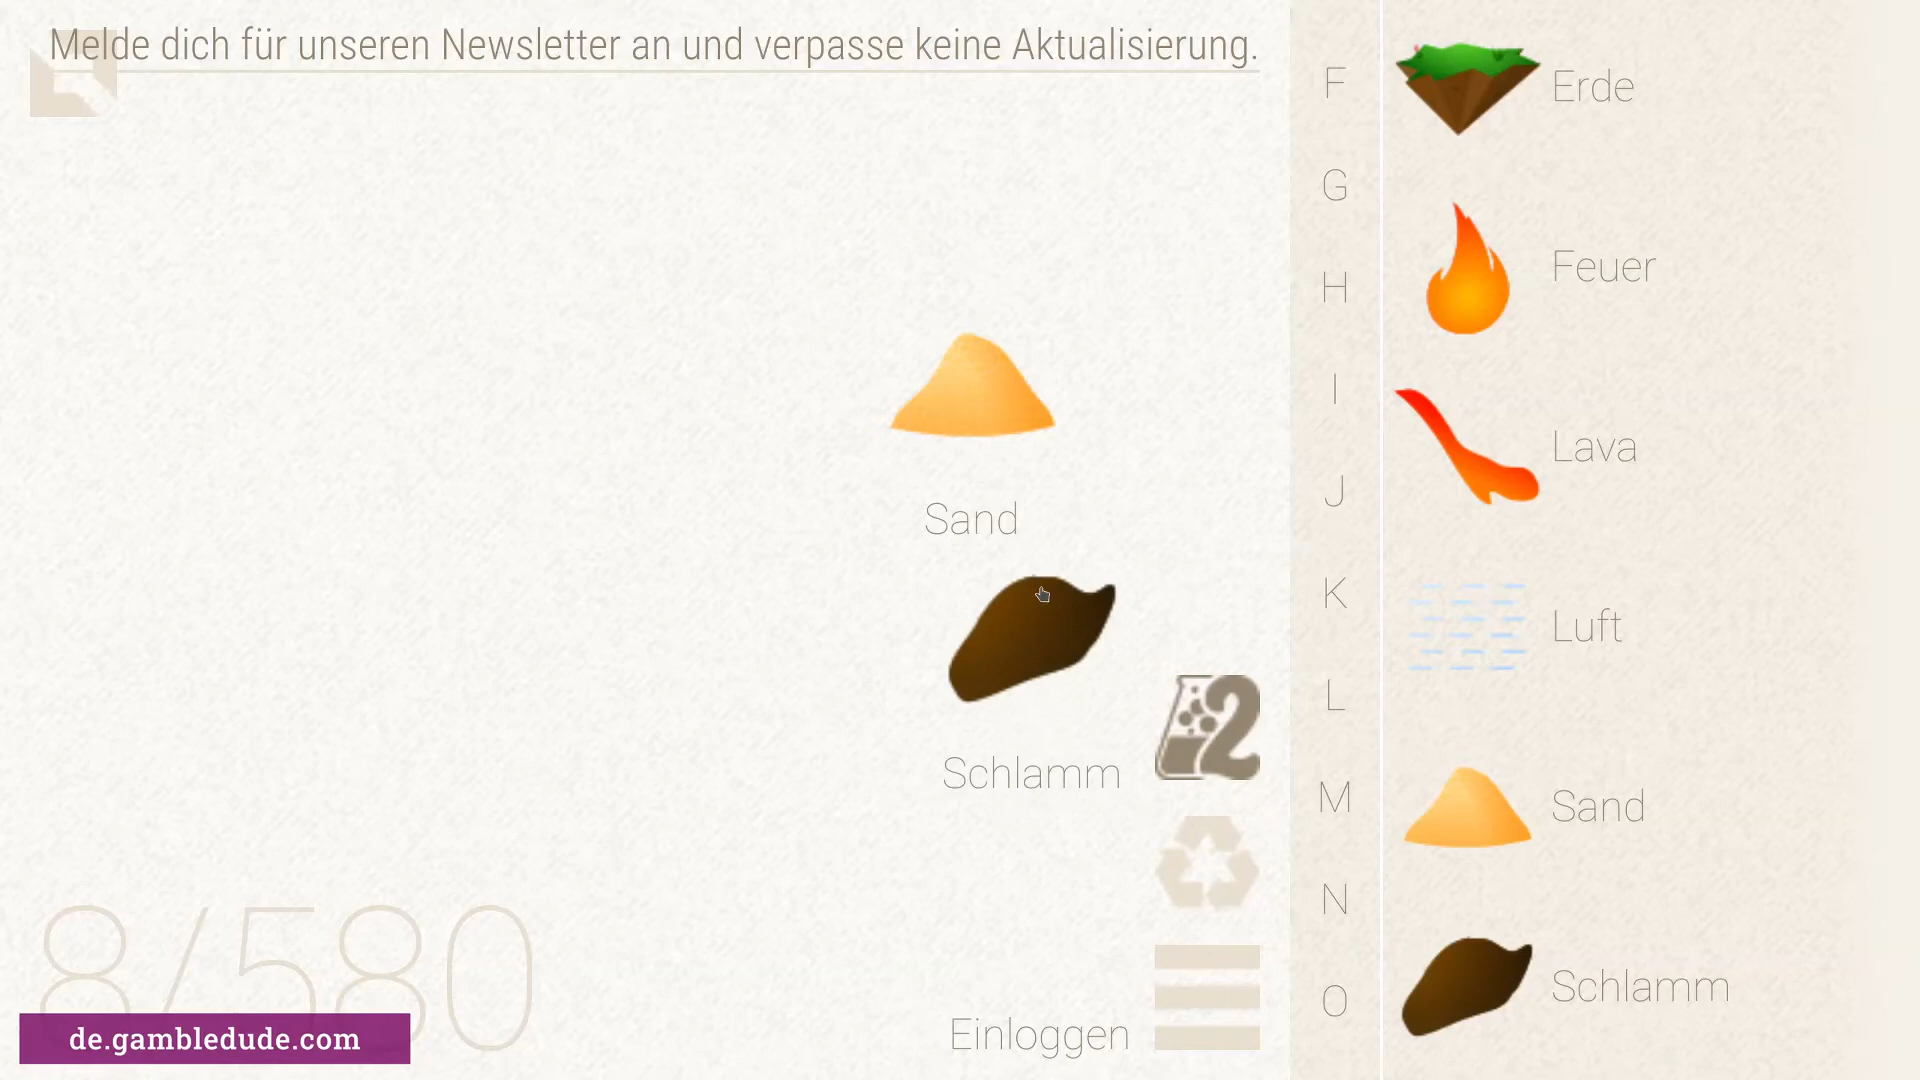 Melde dich für unseren Newsletter an und verpasse keine Aktualisierung.
Sand
Schlamm
2
8/580
de.gambledude.com
Einloggen
F
G
H
I
J
K
L
M
N
O
Erde
Feuer
Lava
Luft
Sand
Schlamm